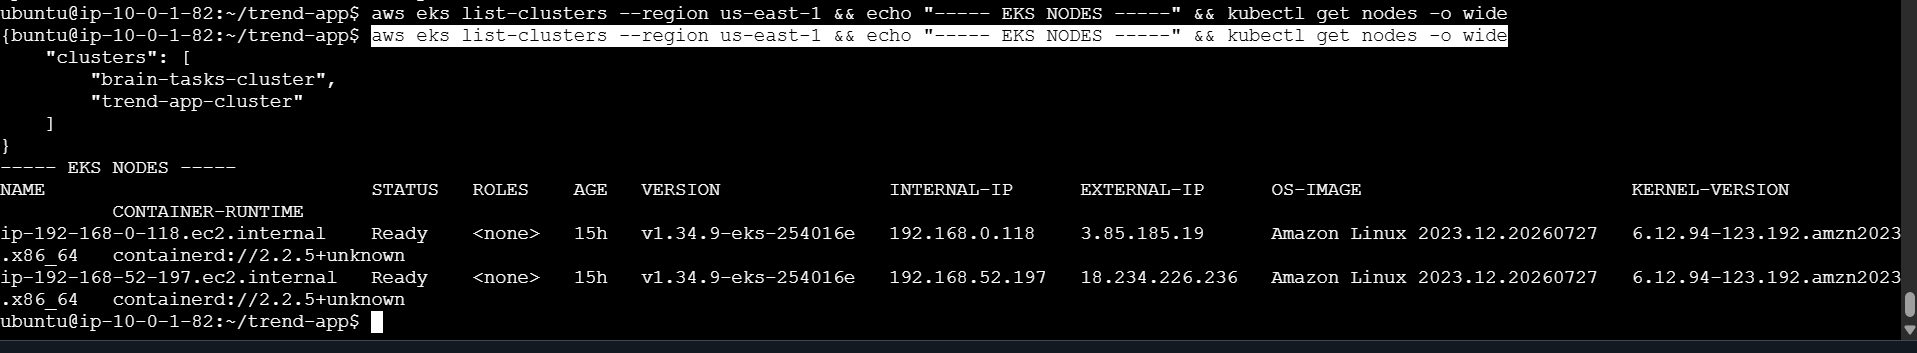 ubuntu@ip-10-0-1-82:~/trend-app$ aws eks list-clusters --region us-east-1 && echo "----- EKS NODES -----" && kubectl get nodes -o wide
{buntu@ip-10-0-1-82:~/trend-app$ aws eks list-clusters --region us-east-1 && echo "----- EKS NODES -----" && kubectl get nodes -o wide
    "clusters": [
        "brain-tasks-cluster",
        "trend-app-cluster"
    ]
}
----- EKS NODES -----
NAME                             STATUS   ROLES    AGE   VERSION               INTERNAL-IP      EXTERNAL-IP      OS-IMAGE                        KERNEL-VERSION
          CONTAINER-RUNTIME
ip-192-168-0-118.ec2.internal    Ready    <none>   15h   v1.34.9-eks-254016e   192.168.0.118    3.85.185.19      Amazon Linux 2023.12.20260727   6.12.94-123.192.amzn2023
.x86_64   containerd://2.2.5+unknown
ip-192-168-52-197.ec2.internal   Ready    <none>   15h   v1.34.9-eks-254016e   192.168.52.197   18.234.226.236   Amazon Linux 2023.12.20260727   6.12.94-123.192.amzn2023
.x86_64   containerd://2.2.5+unknown
ubuntu@ip-10-0-1-82:~/trend-app$